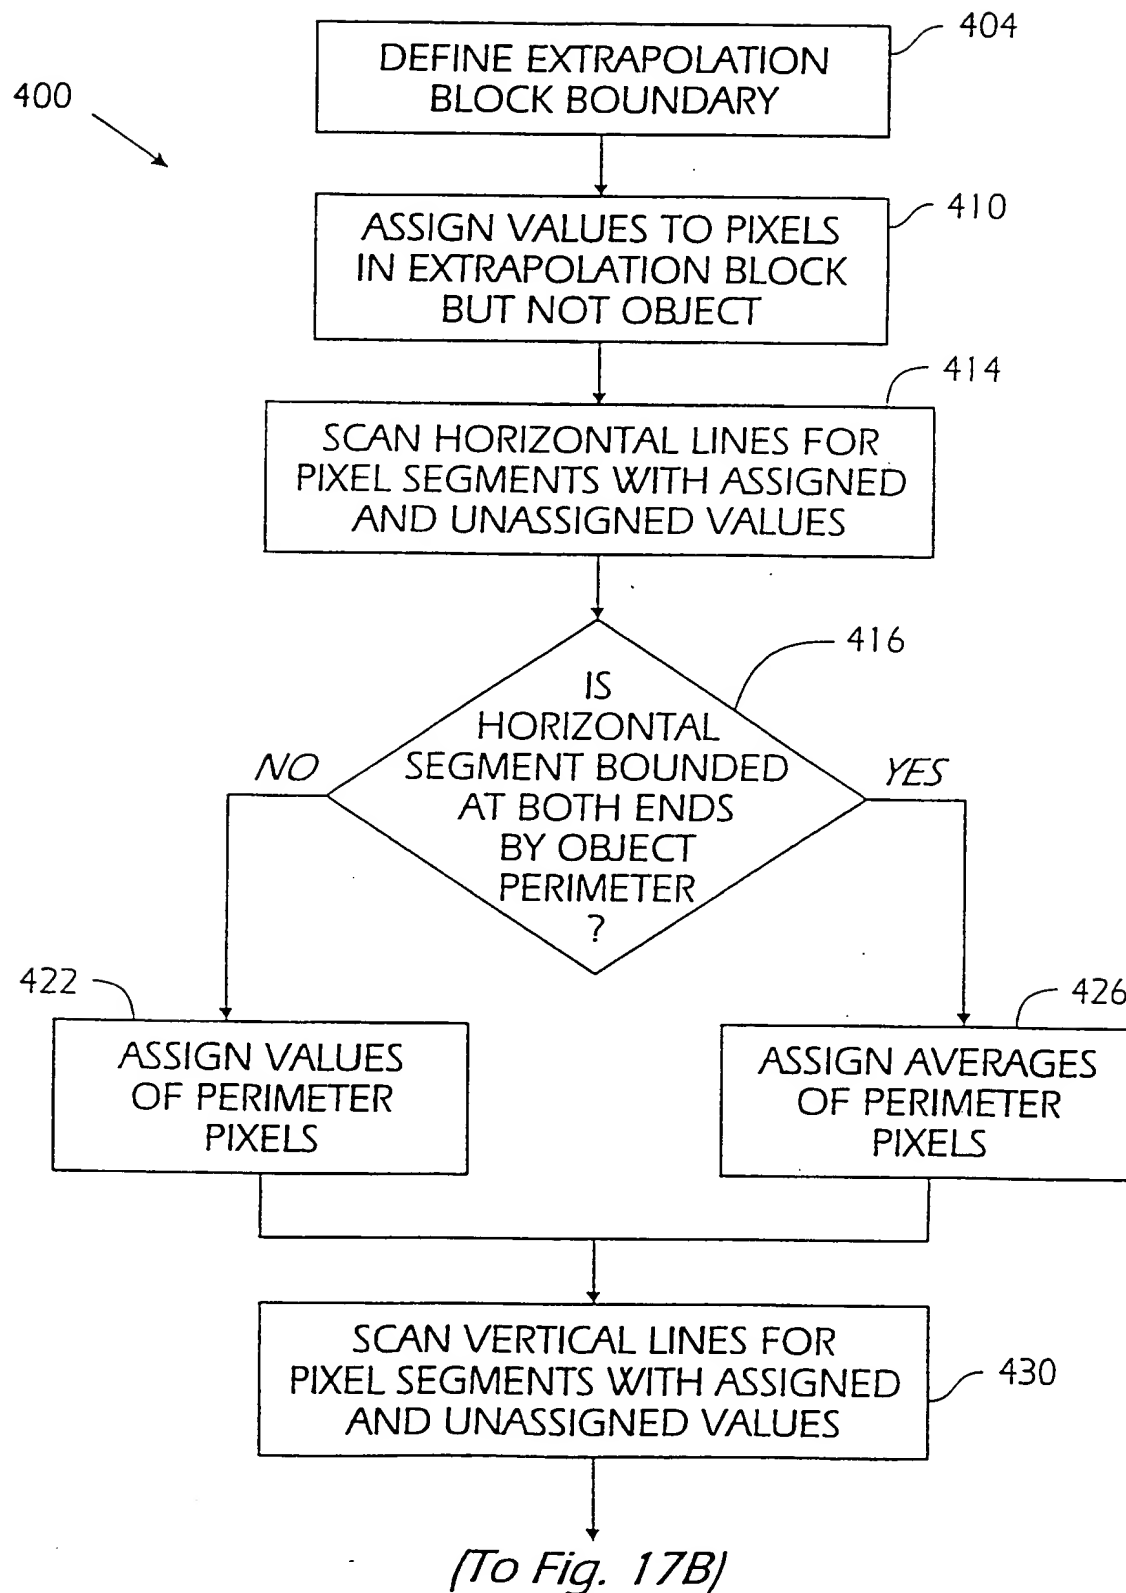 404
DEFINE EXTRAPOLATION
BLOCK BOUNDARY
400
410
ASSIGN VALUES TO PIXELS
IN EXTRAPOLATION BLOCK
BUT NOT OBJECT
414
SCAN HORIZONTAL LINES FOR
PIXEL SEGMENTS WITH ASSIGNED
AND UNASSIGNED VALUES
416
IS
HORIZONTAL
SEGMENT BOUNDED
AT BOTH ENDS
BY OBJECT
PERIMETER
?
NO
YES
422
ASSIGN VALUES
OF PERIMETER
PIXELS
426
ASSIGN AVERAGES
OF PERIMETER
PIXELS
SCAN VERTICAL LINES FOR
PIXEL SEGMENTS WITH ASSIGNED
AND UNASSIGNED VALUES
430
(To Fig. 17B)